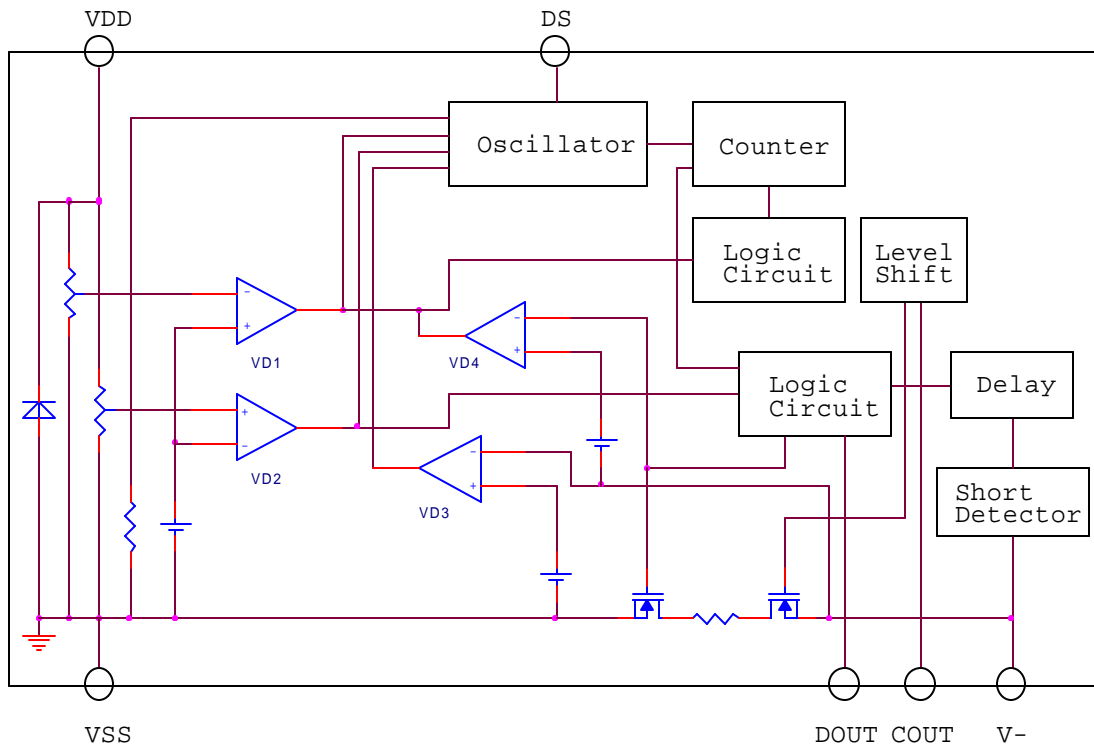 VDD
DS
Oscillator
Counter
Logic
Circuit
Level
Shift
-
+
VD1
-
+
VD4
Logic
Circuit
Delay
+
-
VD2
-
+
VD3
Short
Detector
VSS
DOUT
COUT
V-